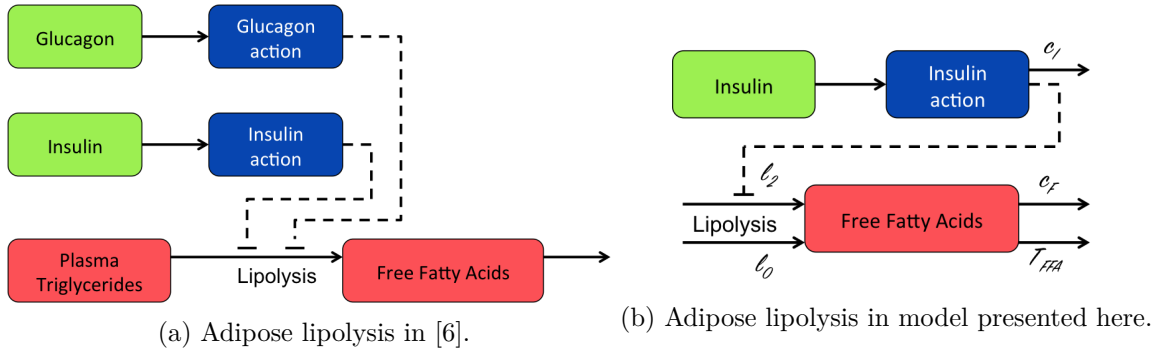 Glucagon
Glucagon
action
Insulin
Insulin
action
Plasma
Triglycerides
Lipolysis
Free Fatty Acids
(a) Adipose lipolysis in [6].
Insulin
Insulin
action
c_I
l_2
Lipolysis
l_0
Free Fatty Acids
c_F
T_FFA
(b) Adipose lipolysis in model presented here.